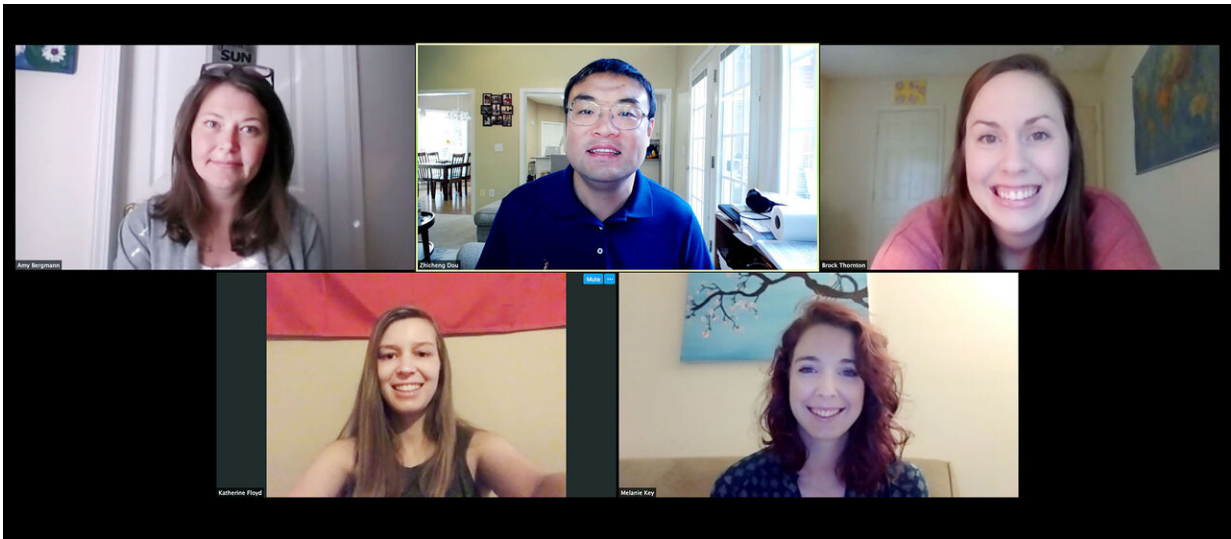 SUN
Amy Bergmann
Zhicheng Dou
Brock Thornton
Mute
Katherine Floyd
Melanie Key